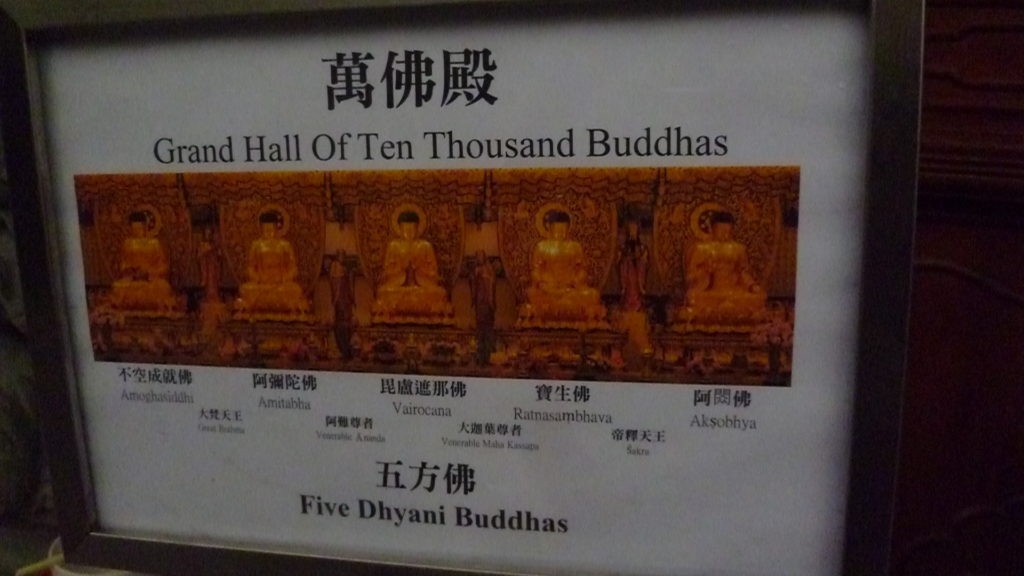 萬佛殿
Grand Hall Of Ten Thousand Buddhas
不空成就佛 阿彌陀佛 毘盧遮那佛 寶生佛 阿閦佛
Amoghasiddhi Amitabha Vairocana Ratnasaṃbhava Akṣobhya
大梵天王 阿難尊者 大迦葉尊者 帝釋天王
Great Brahma Venerable Ananda Venerable Maha Kassapa Śakra
五方佛
Five Dhyani Buddhas